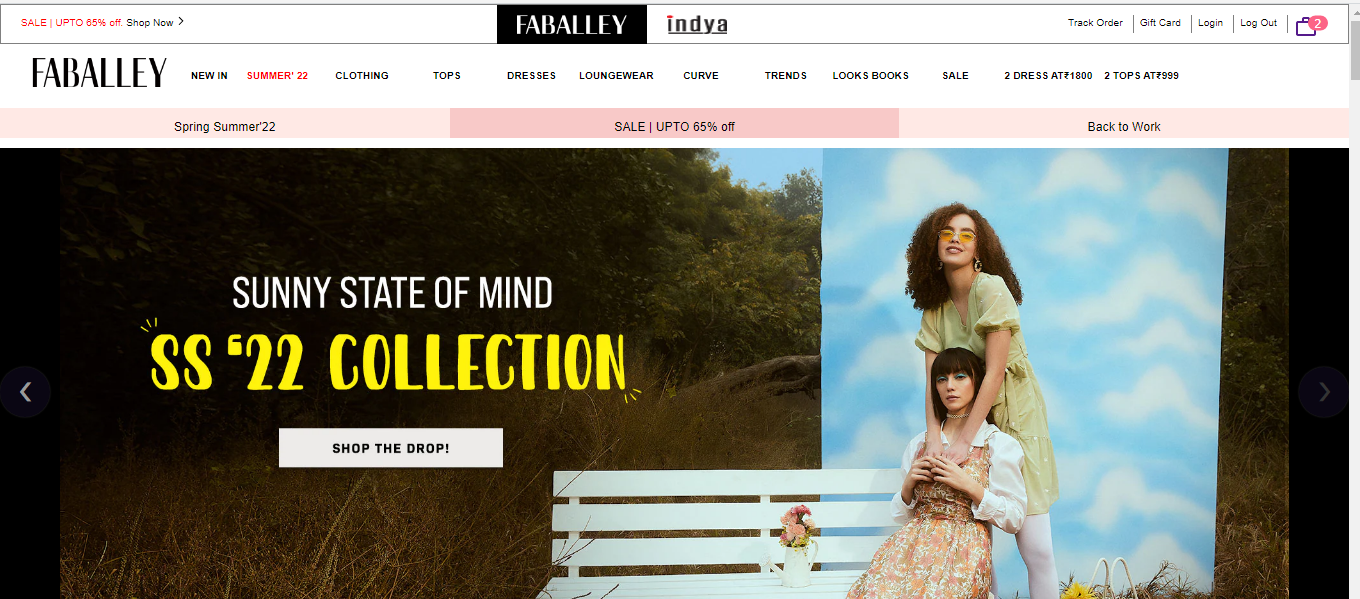 SALE | UPTO 65% off. Shop Now
FABALLEY
indya
Track Order
Gift Card
Login
Log Out
2
FABALLEY
NEW IN
SUMMER' 22
CLOTHING
TOPS
DRESSES
LOUNGEWEAR
CURVE
TRENDS
LOOKS BOOKS
SALE
2 DRESS AT₹1800
2 TOPS AT₹999
Spring Summer'22
SALE | UPTO 65% off
Back to Work
SUNNY STATE OF MIND
SS ‘22 COLLECTION
SHOP THE DROP!